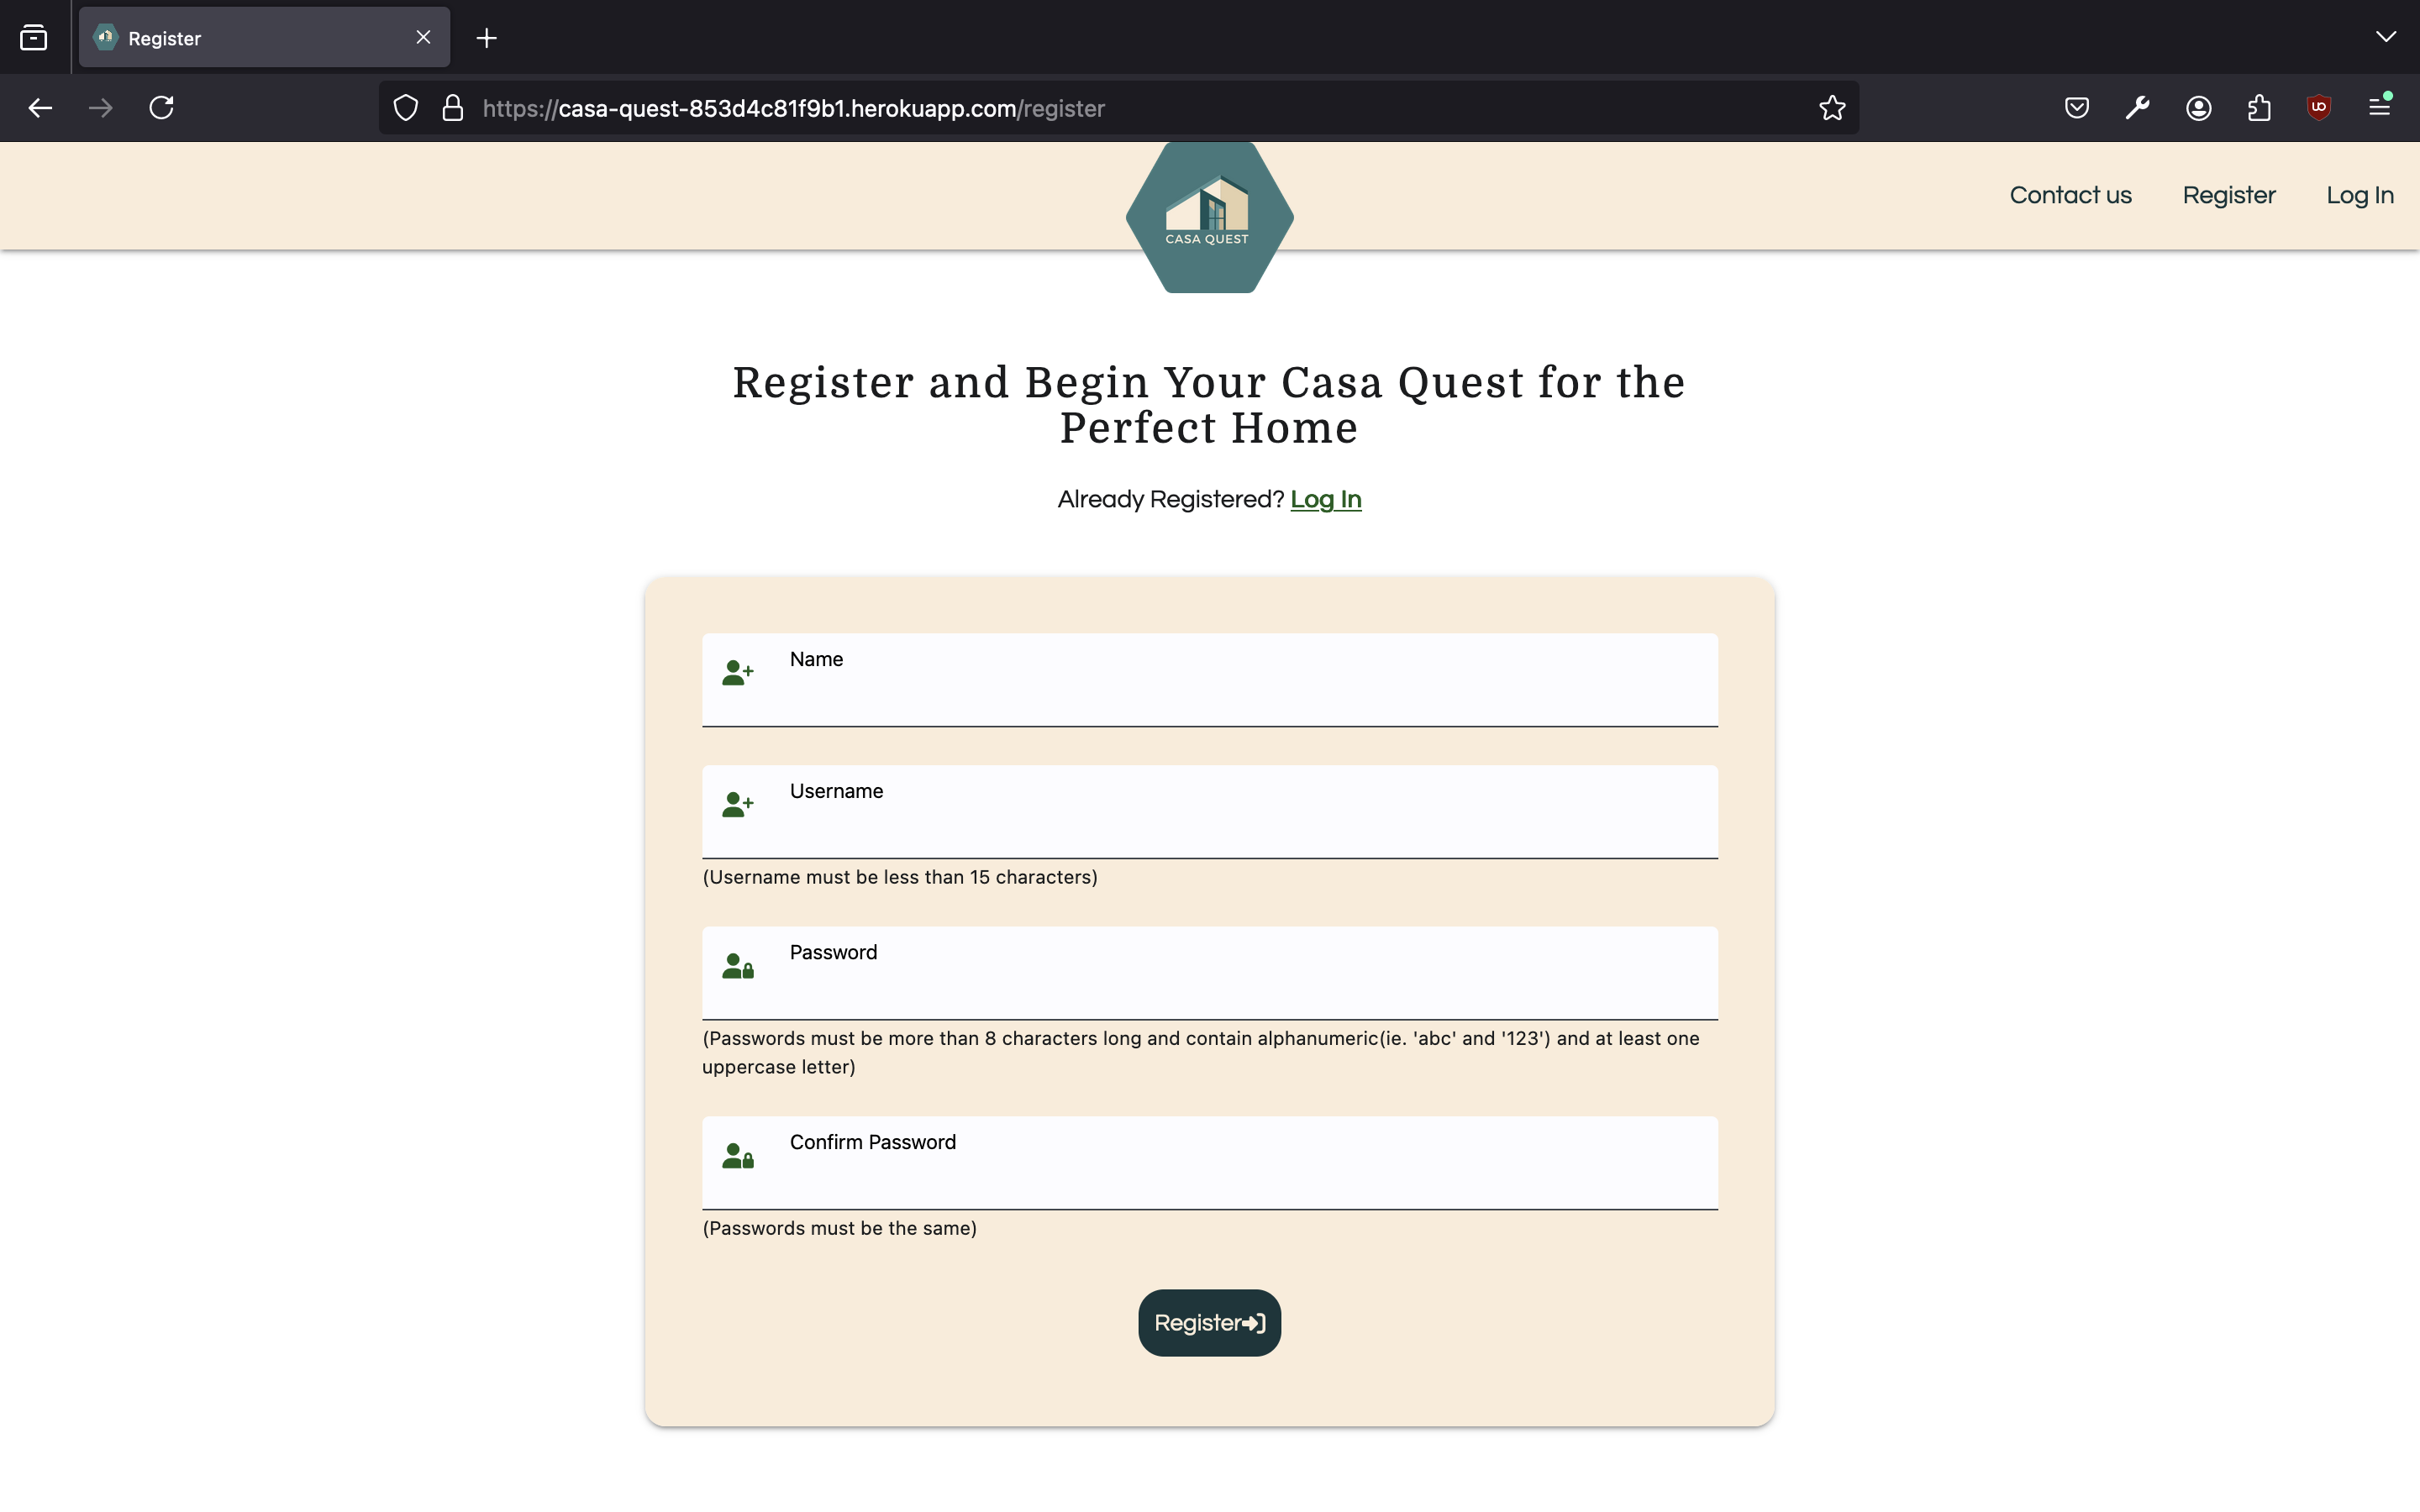 Register
https://casa-quest-853d4c81f9b1.herokuapp.com/register
CASA QUEST
Contact us
Register
Log In
Register and Begin Your Casa Quest for the
Perfect Home
Already Registered? Log In
Name
Username
(Username must be less than 15 characters)
Password
(Passwords must be more than 8 characters long and contain alphanumeric(ie. 'abc' and '123') and at least one
uppercase letter)
Confirm Password
(Passwords must be the same)
Register